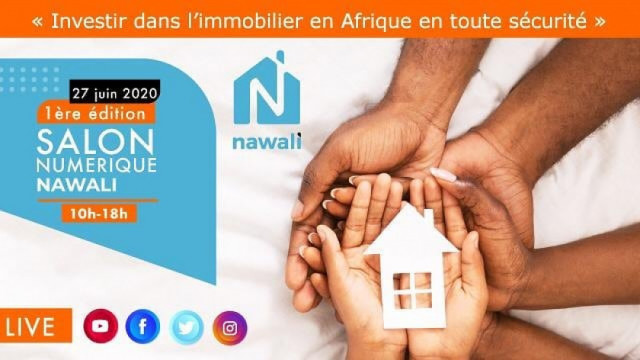 « Investir dans l’immobilier en Afrique en toute sécurité »
27 juin 2020
1ère édition
SALON
NUMERIQUE
NAWALI
10h-18h
nawali
LIVE